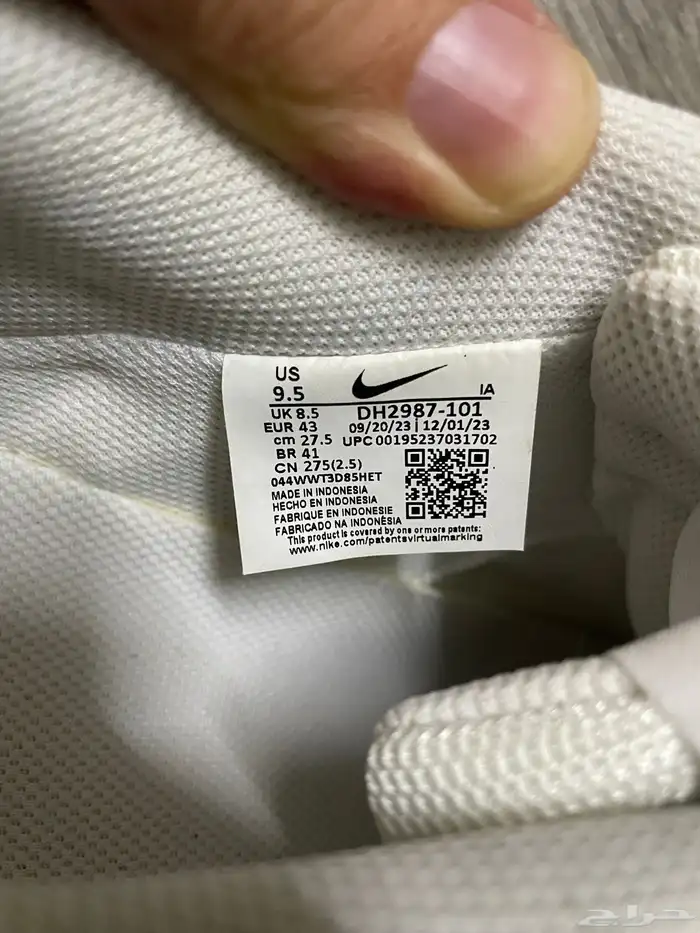 US
9.5
IA
UK 8.5
DH2987-101
EUR 43
09/20/23 | 12/01/23
cm 27.5
UPC 00195237031702
BR 41
CN 275(2.5)
044WWT3D85HET
MADE IN INDONESIA
HECHO EN INDONESIA
FABRIQUE EN INDONESIE
FABRICADO NA INDONÉSIA
This product is covered by one or more patents:
www.nike.com/patentsvirtualmarking
حراج